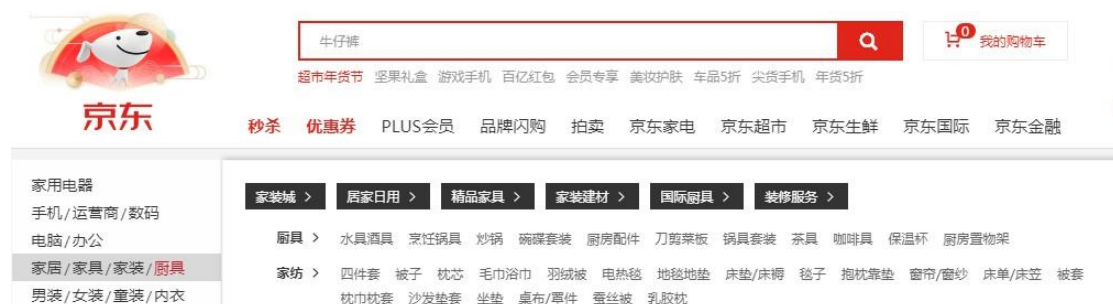 牛仔裤
0 我的购物车
超市年货节 坚果礼盒 游戏手机 百亿红包 会员专享 美妆护肤 车品5折 尖货手机 年货5折
京东
秒杀 优惠券 PLUS会员 品牌闪购 拍卖 京东家电 京东超市 京东生鲜 京东国际 京东金融
家用电器
手机/运营商/数码
电脑/办公
家居/家具/家装/厨具
男装/女装/童装/内衣
家装城 > 居家日用 > 精品家具 > 家装建材 > 国际厨具 > 装修服务 >
厨具 > 水具酒具 烹饪锅具 炒锅 碗碟套装 厨房配件 刀剪菜板 锅具套装 茶具 咖啡具 保温杯 厨房置物架
家纺 > 四件套 被子 枕芯 毛巾浴巾 羽绒被 电热毯 地毯地垫 床垫/床褥 毯子 抱枕靠垫 窗帘/窗纱 床单/床笠 被套
枕巾枕套 沙发垫套 坐垫 桌布/罩件 蚕丝被 乳胶枕